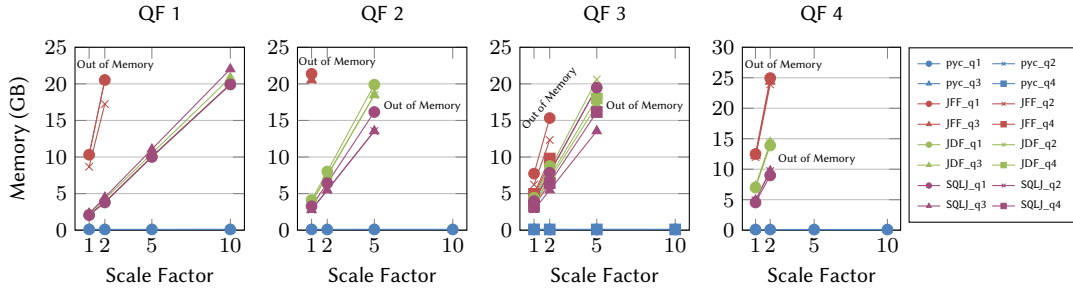 QF 1
QF 2
QF 3
QF 4
Memory (GB)
25
20
15
10
5
0
Out of Memory
1 2 5 10
Scale Factor
25
20
15
10
5
0
Out of Memory
Out of Memory
1 2 5 10
Scale Factor
25
20
15
10
5
0
Out of Memory
Out of Memory
1 2 5 10
Scale Factor
30
25
20
15
10
5
0
Out of Memory
Out of Memory
1 2 5 10
Scale Factor
pyc_q1 pyc_q2
pyc_q3 pyc_q4
JFF_q1 JFF_q2
JFF_q3 JFF_q4
JDF_q1 JDF_q2
JDF_q3 JDF_q4
SQLJ_q1 SQLJ_q2
SQLJ_q3 SQLJ_q4